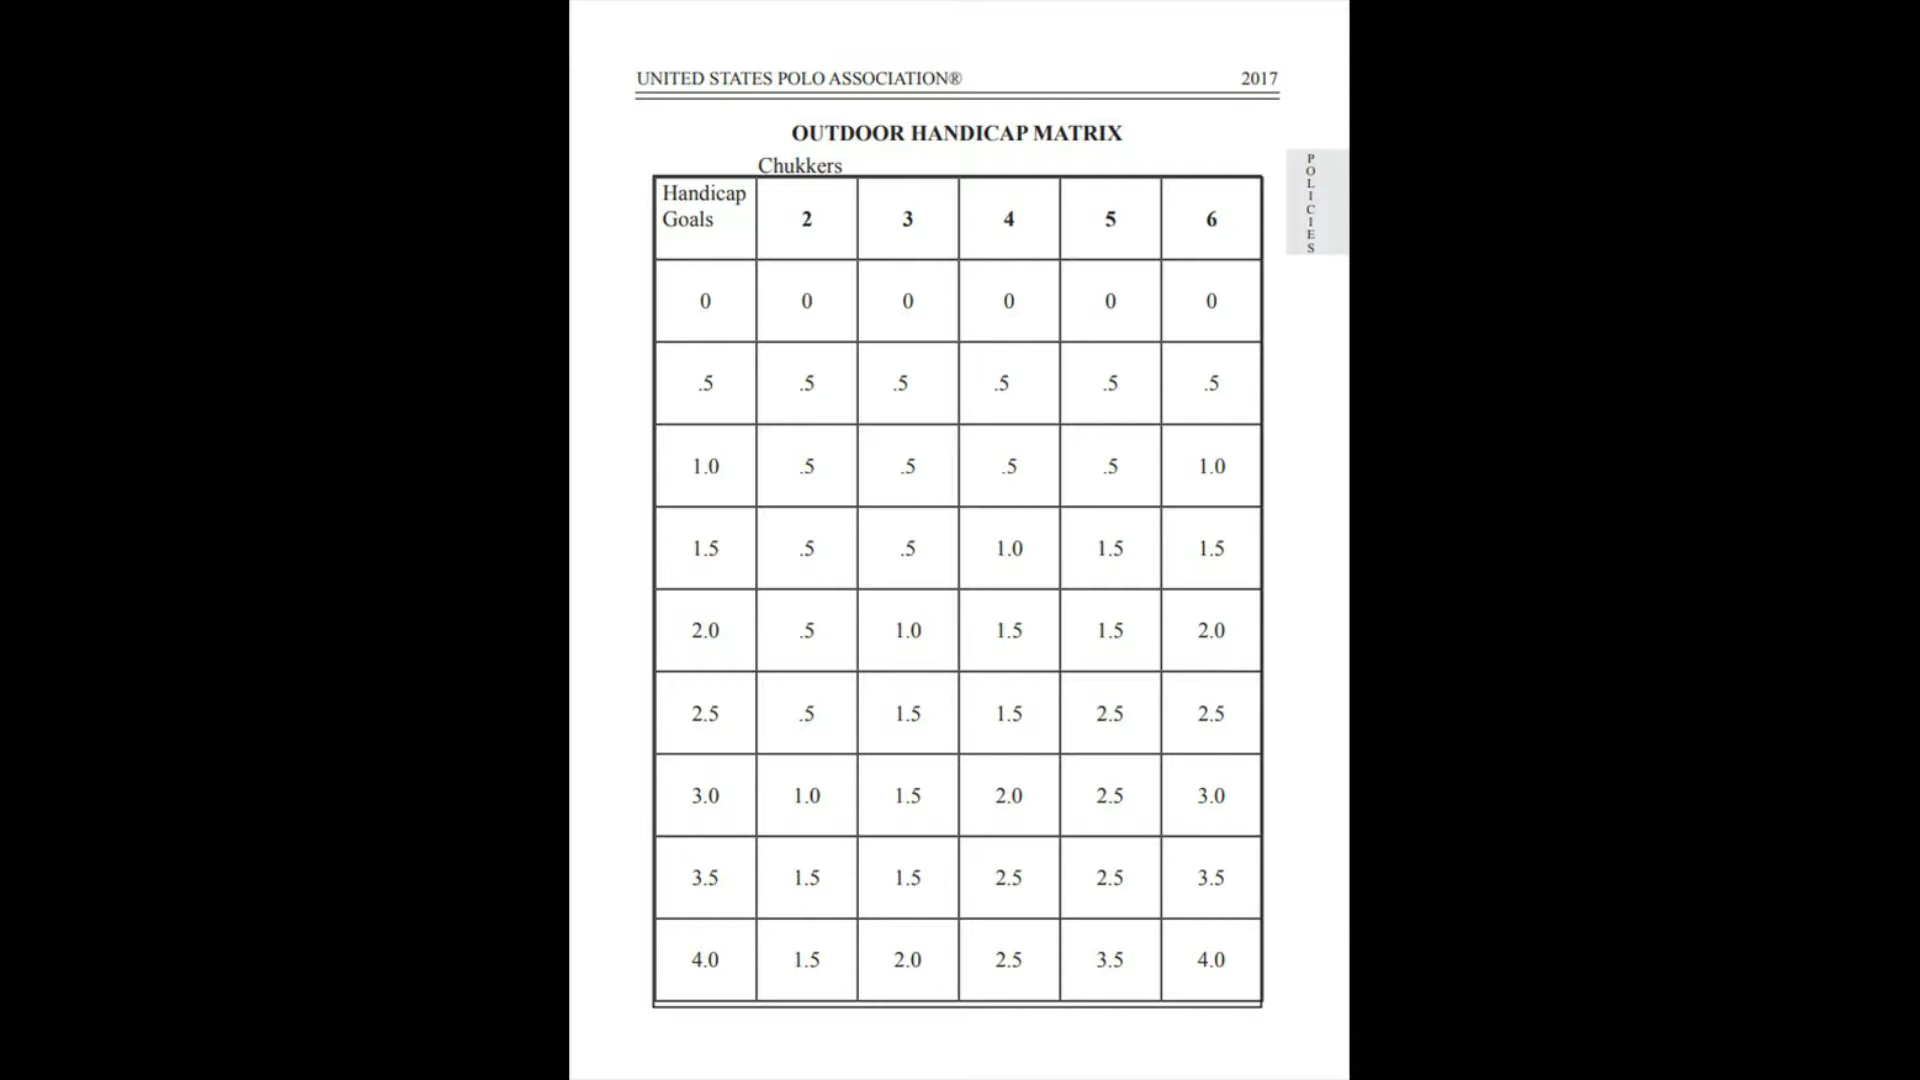 UNITED STATES POLO ASSOCIATION® 2017
OUTDOOR HANDICAP MATRIX
Chukkers
Handicap Goals 2 3 4 5 6
0 0 0 0 0 0
.5 .5 .5 .5 .5 .5
1.0 .5 .5 .5 .5 1.0
1.5 .5 .5 1.0 1.5 1.5
2.0 .5 1.0 1.5 1.5 2.0
2.5 .5 1.5 1.5 2.5 2.5
3.0 1.0 1.5 2.0 2.5 3.0
3.5 1.5 1.5 2.5 2.5 3.5
4.0 1.5 2.0 2.5 3.5 4.0
POLICIES